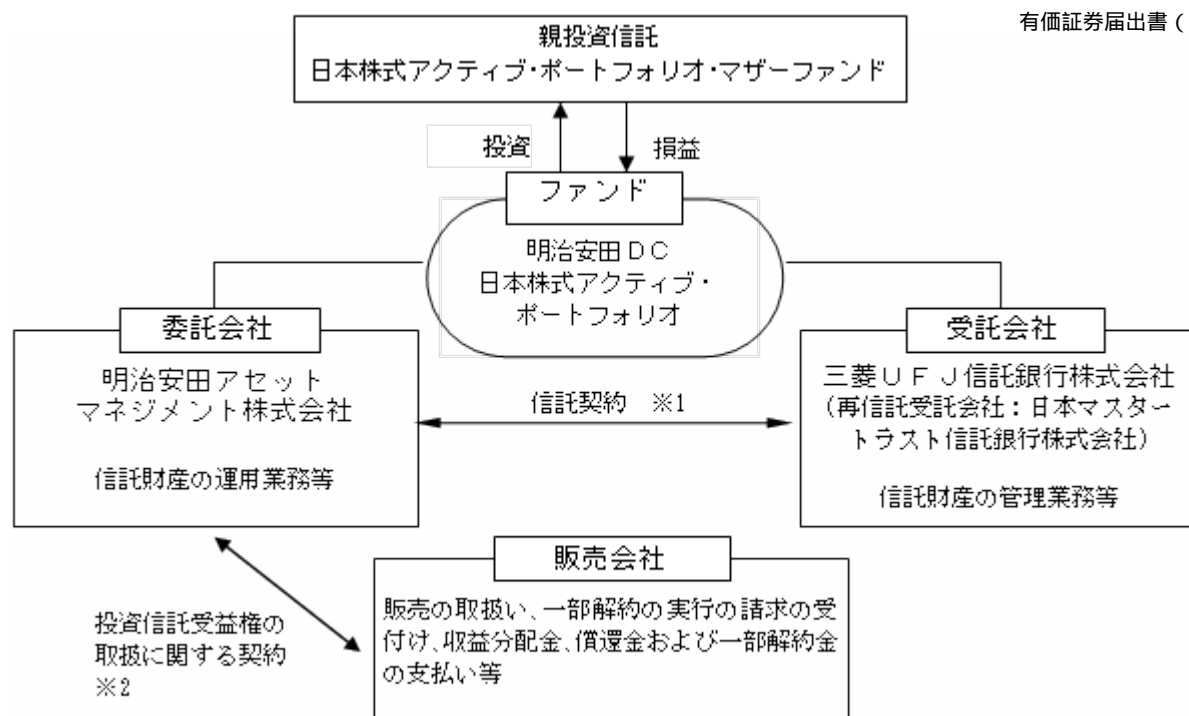 有価証券届出書（
親投資信託
日本株式アクティブ・ポートフォリオ・マザーファンド
投資
損益
ファンド
明治安田ＤＣ
日本株式アクティブ・
ポートフォリオ
委託会社
明治安田アセット
マネジメント株式会社
信託財産の運用業務等
信託契約　※1
受託会社
三菱ＵＦＪ信託銀行株式会社
（再信託受託会社：日本マスター
トラスト信託銀行株式会社）
信託財産の管理業務等
投資信託受益権の
取扱に関する契約
※2
販売会社
販売の取扱い、一部解約の実行の請求の受
付け、収益分配金、償還金および一部解約金
の支払い等